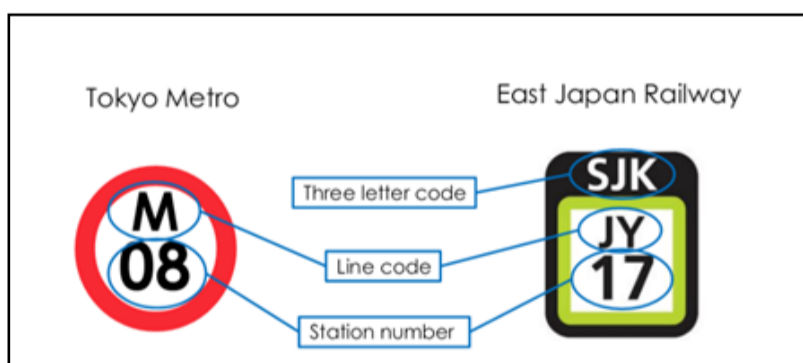 Tokyo Metro
East Japan Railway
M
08
Three letter code
Line code
Station number
SJK
JY
17